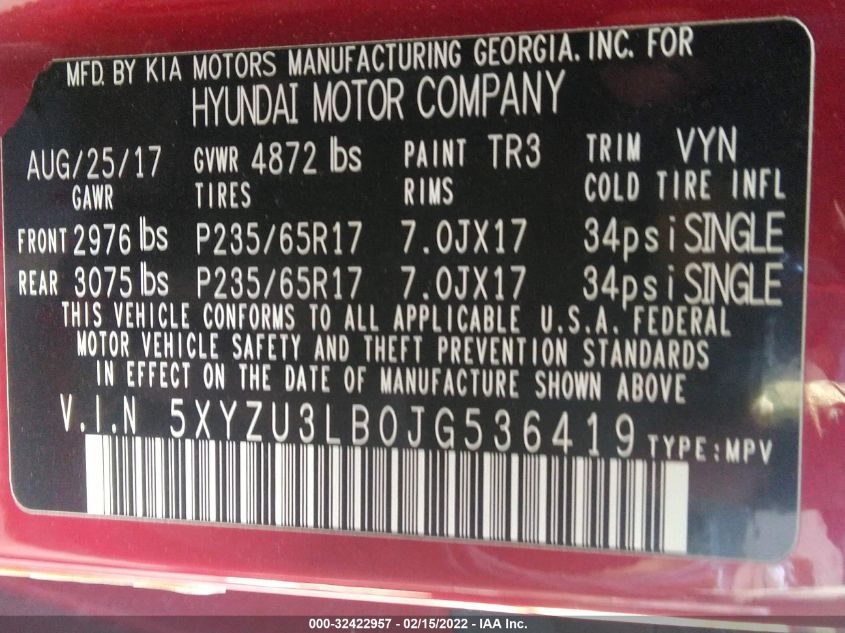 MFD. BY KIA MOTORS MANUFACTURING GEORGIA. INC. FOR
HYUNDAI MOTOR COMPANY
AUG/25/17 GVWR 4872 lbs PAINT TR3 TRIM VYN
GAWR TIRES RIMS COLD TIRE INFL
FRONT 2976 lbs P235/65R17 7.0JX17 34psi SINGLE
REAR 3075 lbs P235/65R17 7.0JX17 34psi SINGLE
THIS VEHICLE CONFORMS TO ALL APPLICABLE U.S.A. FEDERAL
MOTOR VEHICLE SAFETY AND THEFT PREVENTION STANDARDS
IN EFFECT ON THE DATE OF MANUFACTURE SHOWN ABOVE
V.I.N 5XYZU3LB0JG536419 TYPE:MPV
000-32422957 - 02/15/2022 - IAA Inc.